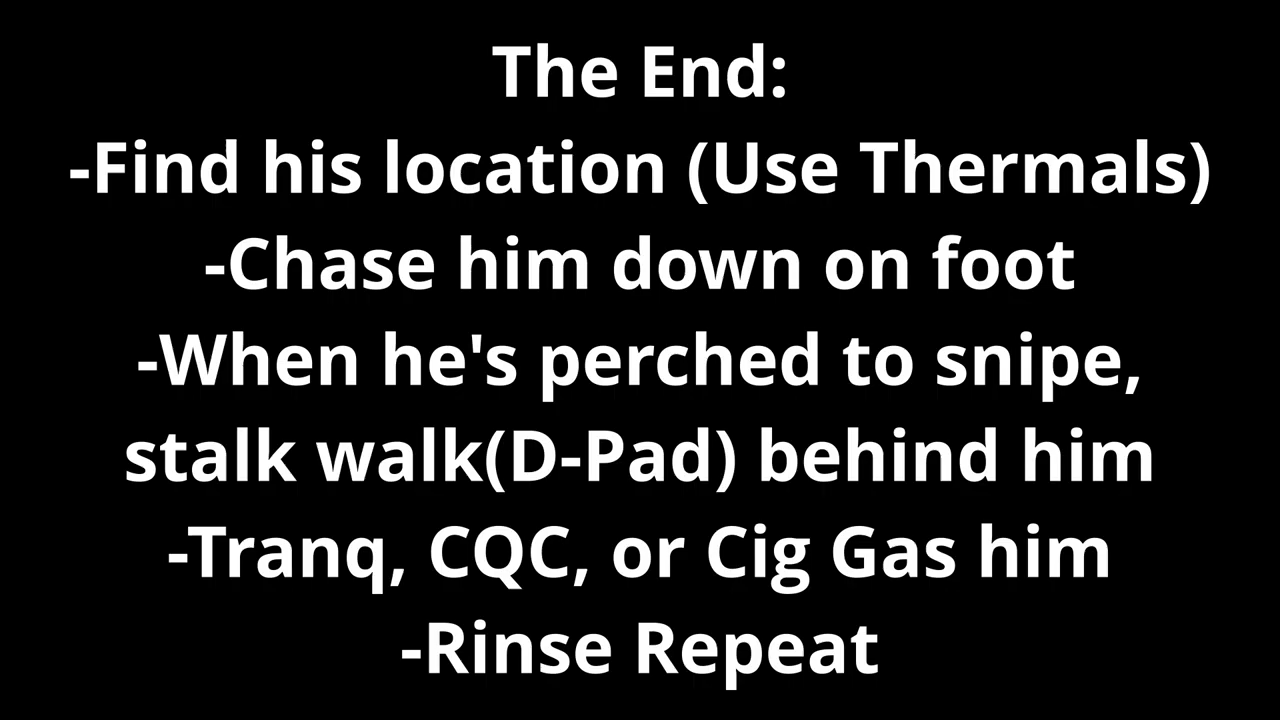 The End:
-Find his location (Use Thermals)
-Chase him down on foot
-When he's perched to snipe,
stalk walk(D-Pad) behind him
-Tranq, CQC, or Cig Gas him
-Rinse Repeat